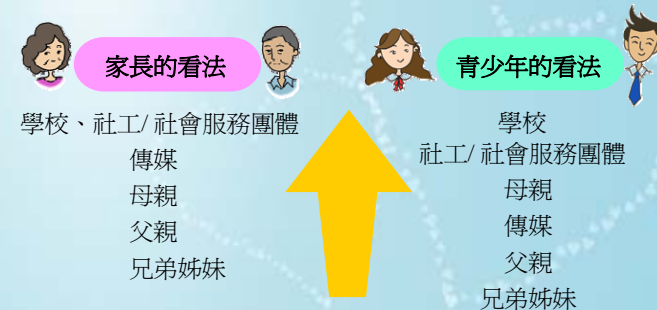 家長的看法
學校、社工/ 社會服務團體
傳媒
母親
父親
兄弟姊妹
青少年的看法
學校
社工/ 社會服務團體
母親
傳媒
父親
兄弟姊妹